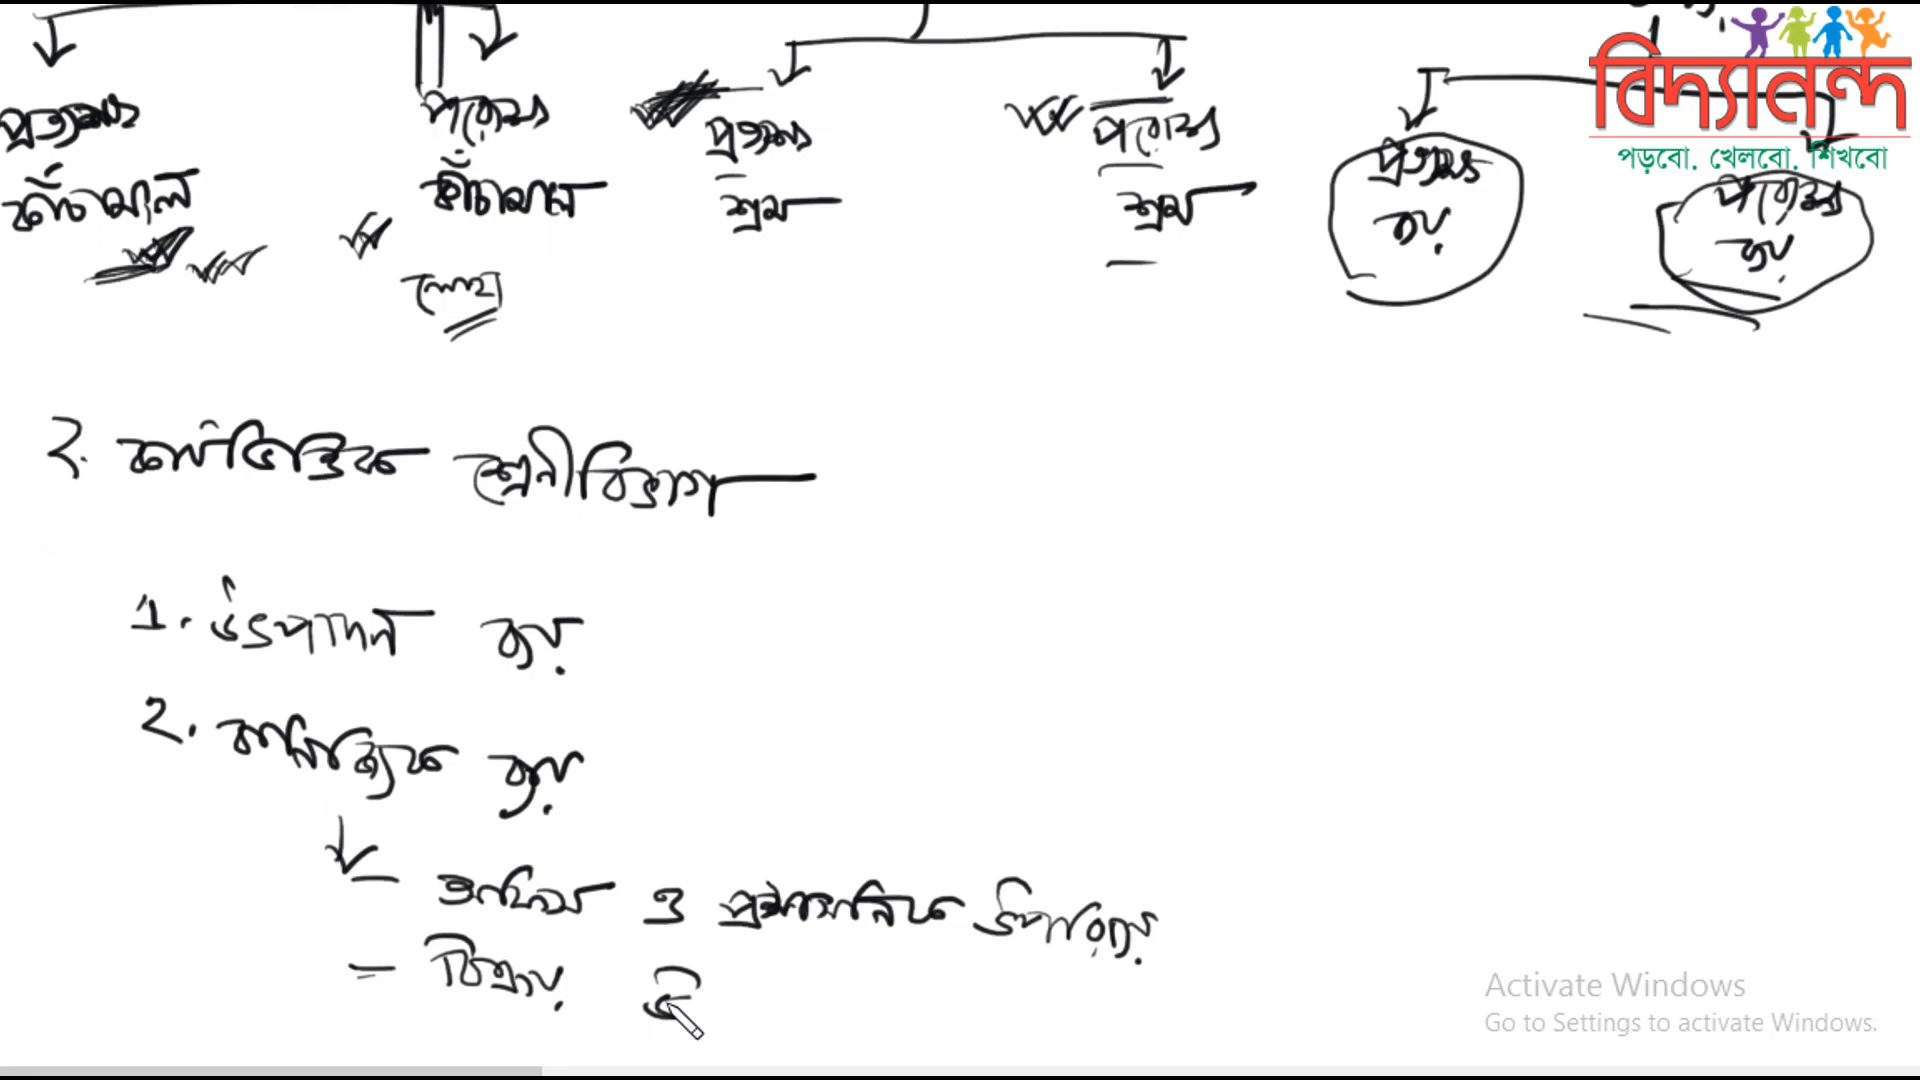 বিদ্যানন্দ
পড়বো. খেলবো. শিখবো
প্রত্যক্ষ কাঁচামাল
পরোক্ষ কাঁচামাল
প্রত্যক্ষ শ্রম
পরোক্ষ শ্রম
প্রত্যক্ষ ব্যয়
পরোক্ষ ব্যয়
২. কার্যভিত্তিক শ্রেণীবিভাগ
1. উৎপাদন ব্যয়
2. বানিজ্যিক ব্যয়
- অফিস ও প্রশাসনিক উপরিব্যয়
- বিক্রয়
Activate Windows
Go to Settings to activate Windows.